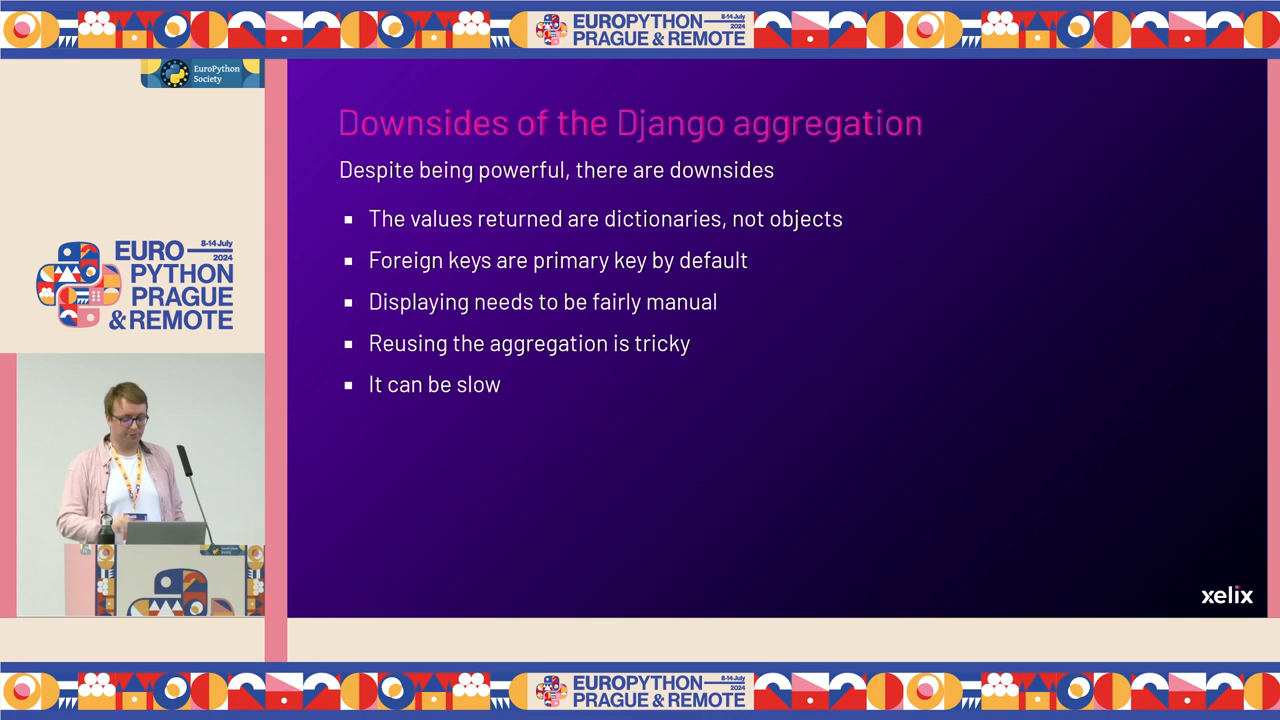 EUROPYTHON
8-14 July
2024
PRAGUE & REMOTE
EuroPython
Society
Downsides of the Django aggregation
Despite being powerful, there are downsides
The values returned are dictionaries, not objects
Foreign keys are primary key by default
Displaying needs to be fairly manual
Reusing the aggregation is tricky
It can be slow
EURO
8-14 July
2024
PYTHON
PRAGUE
& REMOTE
xelix
EUROPYTHON
8-14 July
2024
PRAGUE & REMOTE